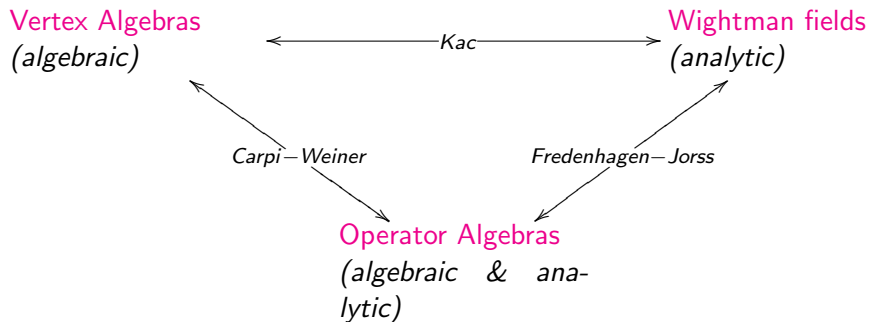 Vertex Algebras
(algebraic)
Kac
Wightman fields
(analytic)
Carpi–Weiner
Fredenhagen–Jorss
Operator Algebras
(algebraic & ana-
lytic)